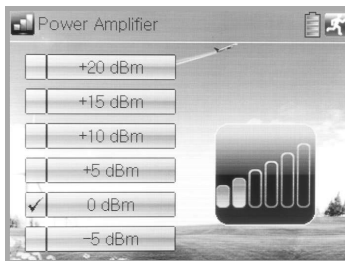 Power Amplifier
+20 dBm
+15 dBm
+10 dBm
+5 dBm
0 dBm
−5 dBm